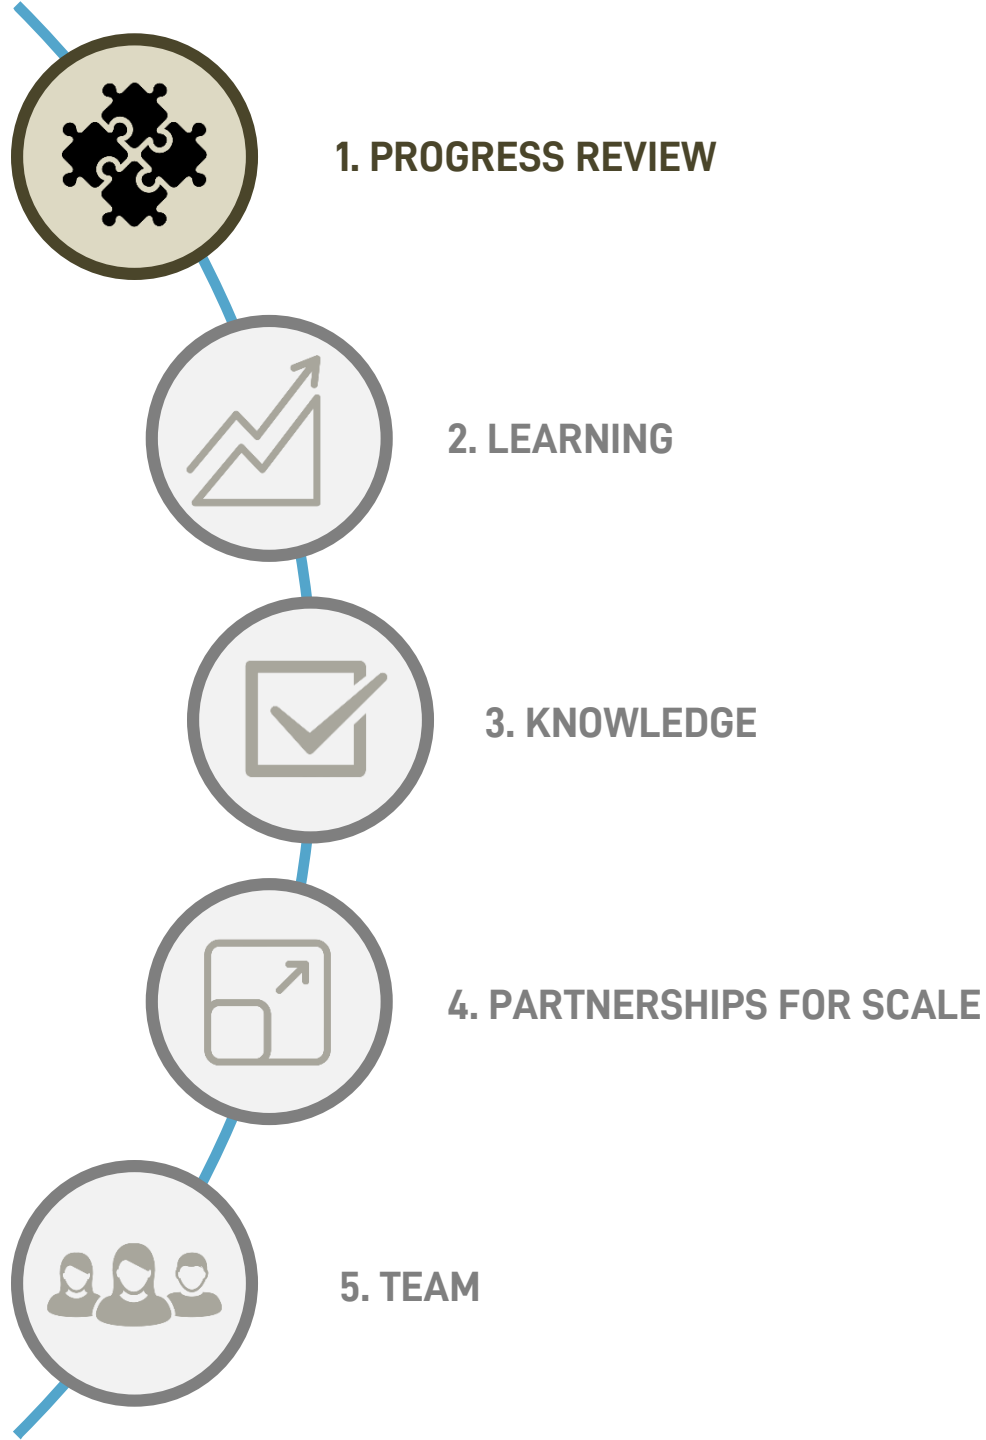 1. PROGRESS REVIEW
2. LEARNING
3. KNOWLEDGE
4. PARTNERSHIPS FOR SCALE
5. TEAM